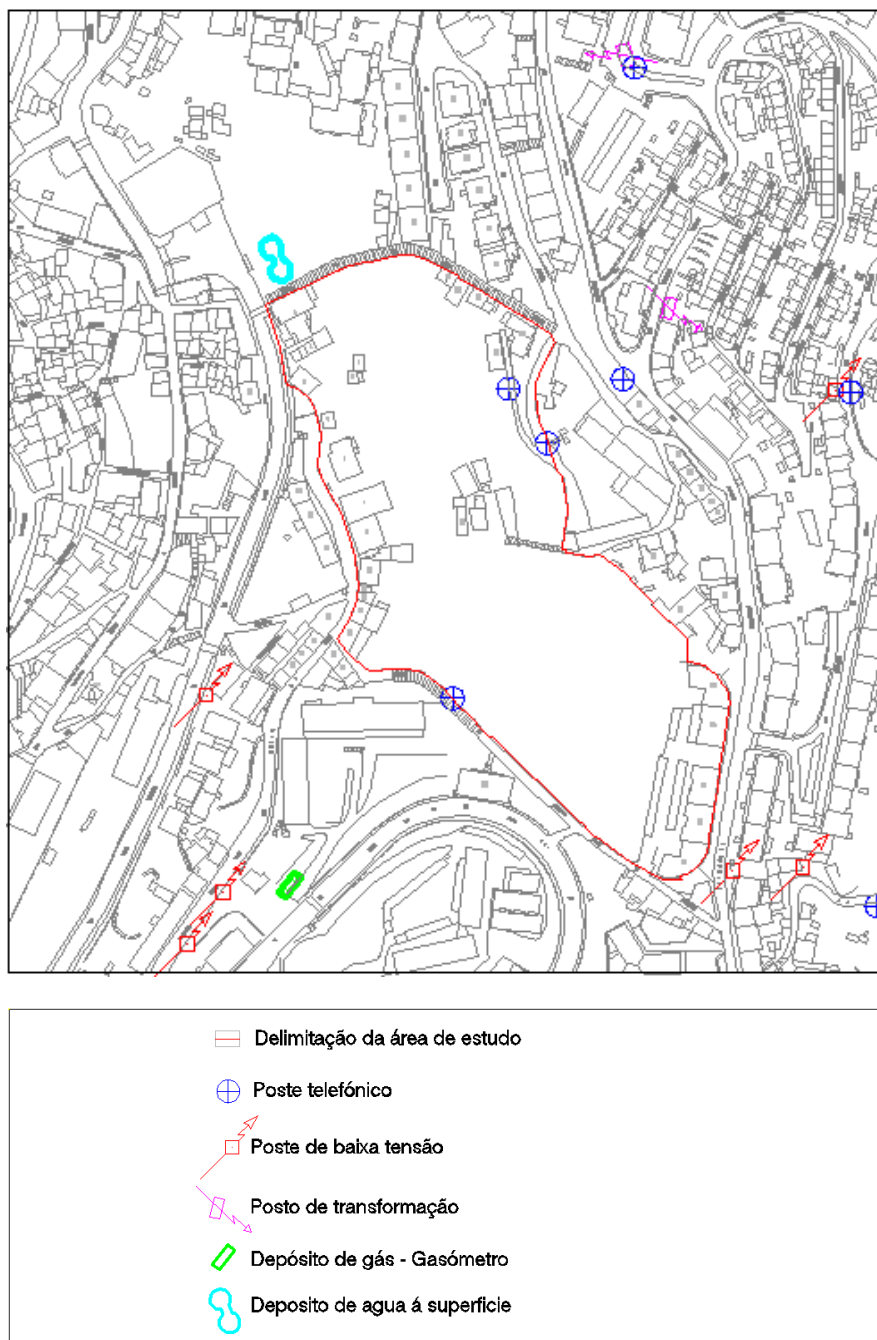 Delimitação da área de estudo
Poste telefónico
Poste de baixa tensão
Posto de transformação
Depósito de gás - Gasómetro
Deposito de agua á superficie